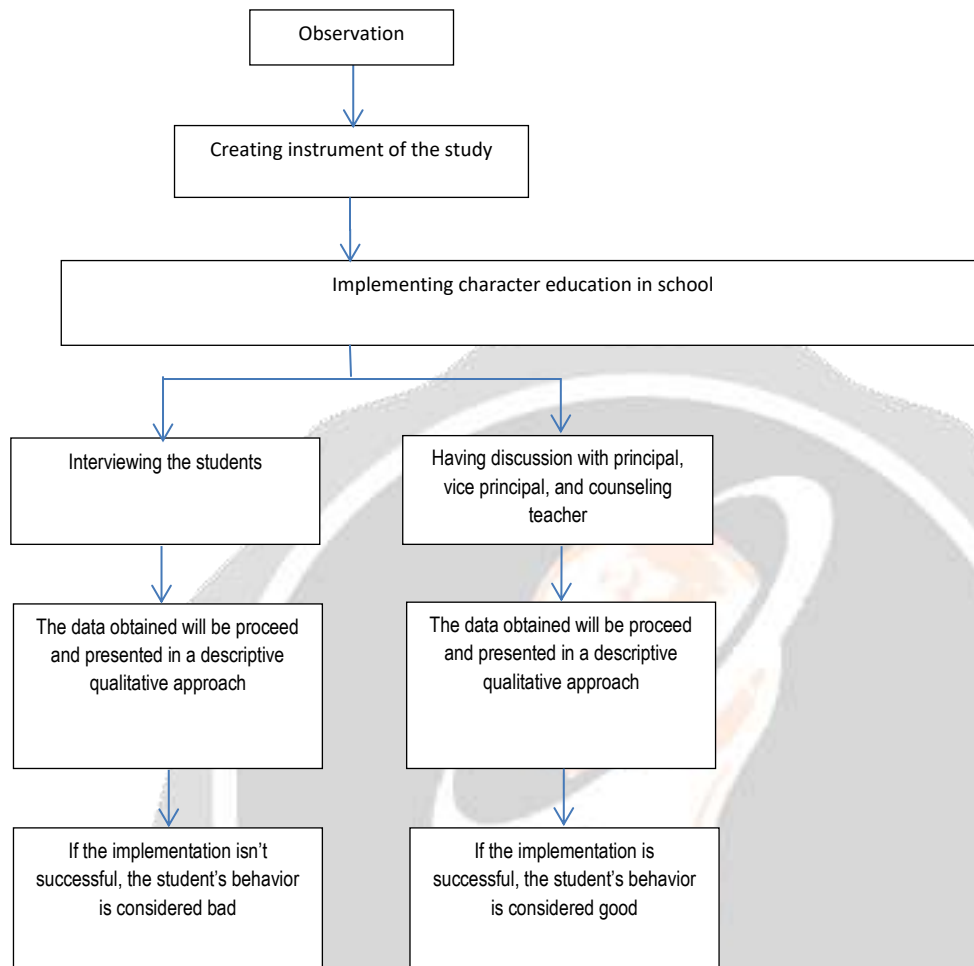 Observation
Creating instrument of the study
Implementing character education in school
Interviewing the students
Having discussion with principal,
vice principal, and counseling
teacher
The data obtained will be proceed
and presented in a descriptive
qualitative approach
The data obtained will be proceed
and presented in a descriptive
qualitative approach
If the implementation isn’t
successful, the student’s behavior
is considered bad
If the implementation is
successful, the student’s behavior
is considered good